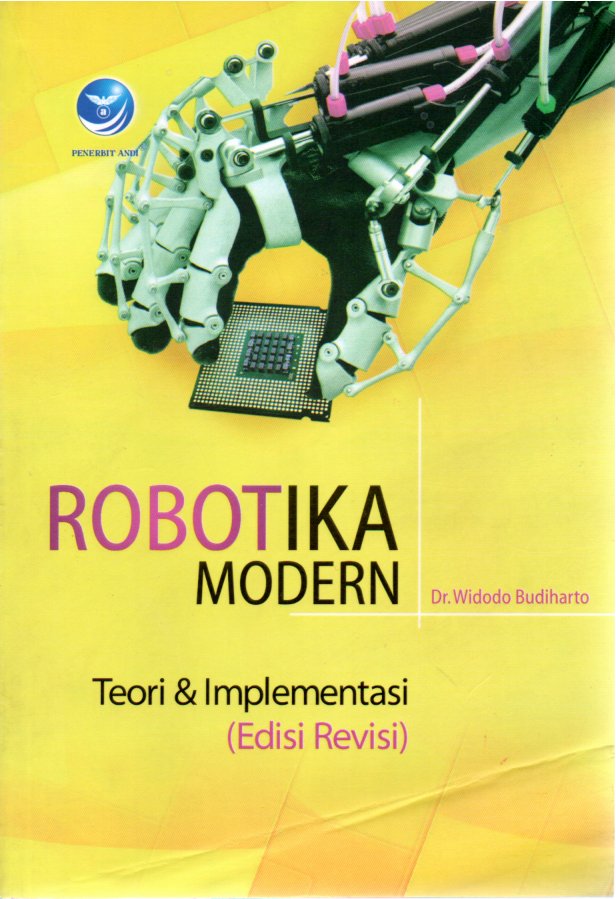 a
PENERBIT ANDI
ROBOTIKA
MODERN
Dr. Widodo Budiharto
Teori & Implementasi
(Edisi Revisi)